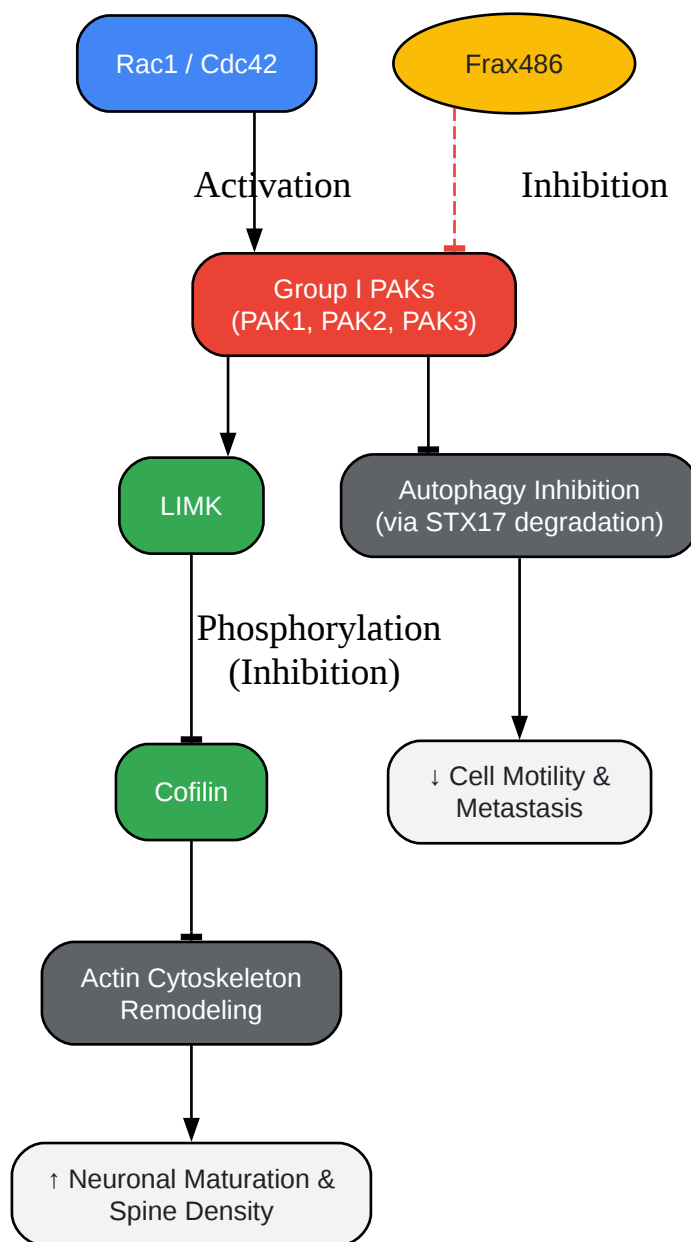 Rac1 / Cdc42
Frax486
Activation
Inhibition
Group I PAKs
(PAK1, PAK2, PAK3)
LIMK
Autophagy Inhibition
(via STX17 degradation)
Phosphorylation
(Inhibition)
Cofilin
↓ Cell Motility &
Metastasis
Actin Cytoskeleton
Remodeling
↑ Neuronal Maturation &
Spine Density